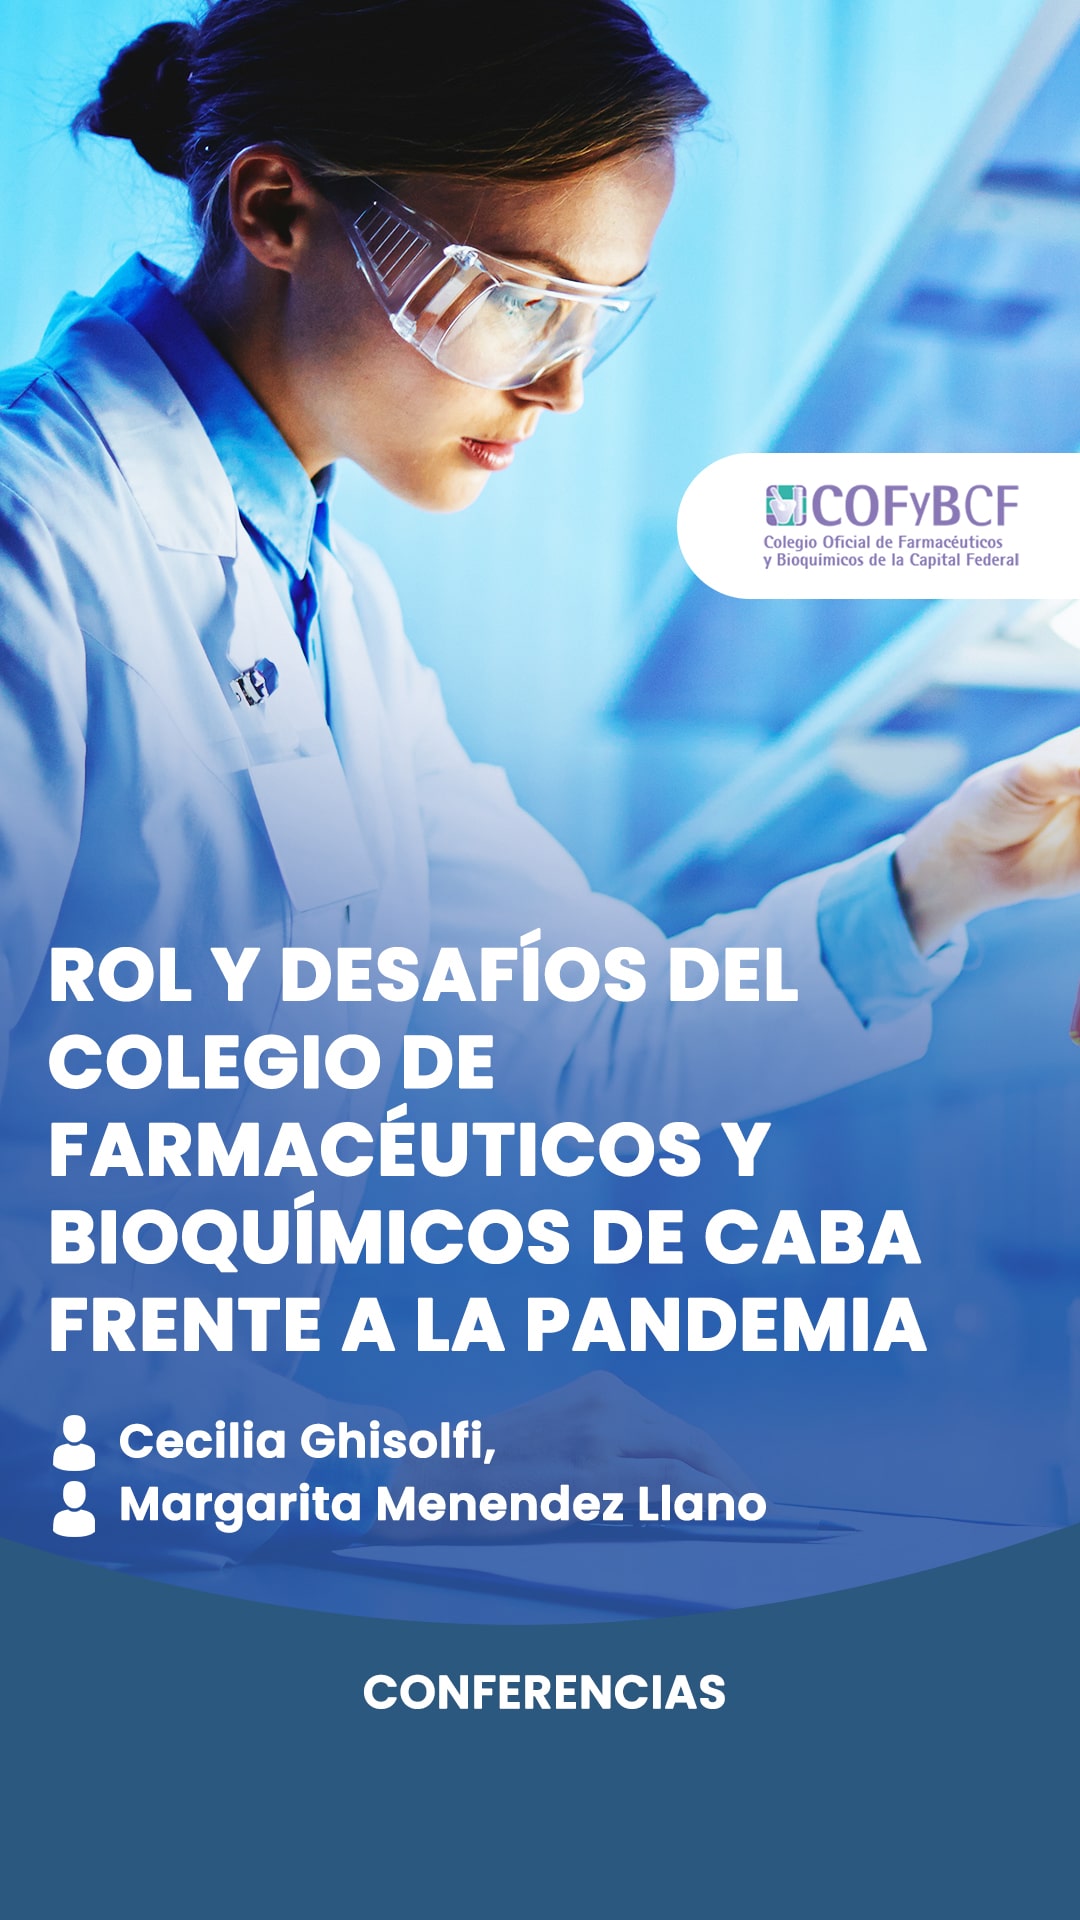 COFyBCF
Colegio Oficial de Farmacéuticos
y Bioquímicos de la Capital Federal
ROL Y DESAFÍOS DEL
COLEGIO DE
FARMACÉUTICOS Y
BIOQUÍMICOS DE CABA
FRENTE A LA PANDEMIA
Cecilia Ghisolfi,
Margarita Menendez Llano
CONFERENCIAS